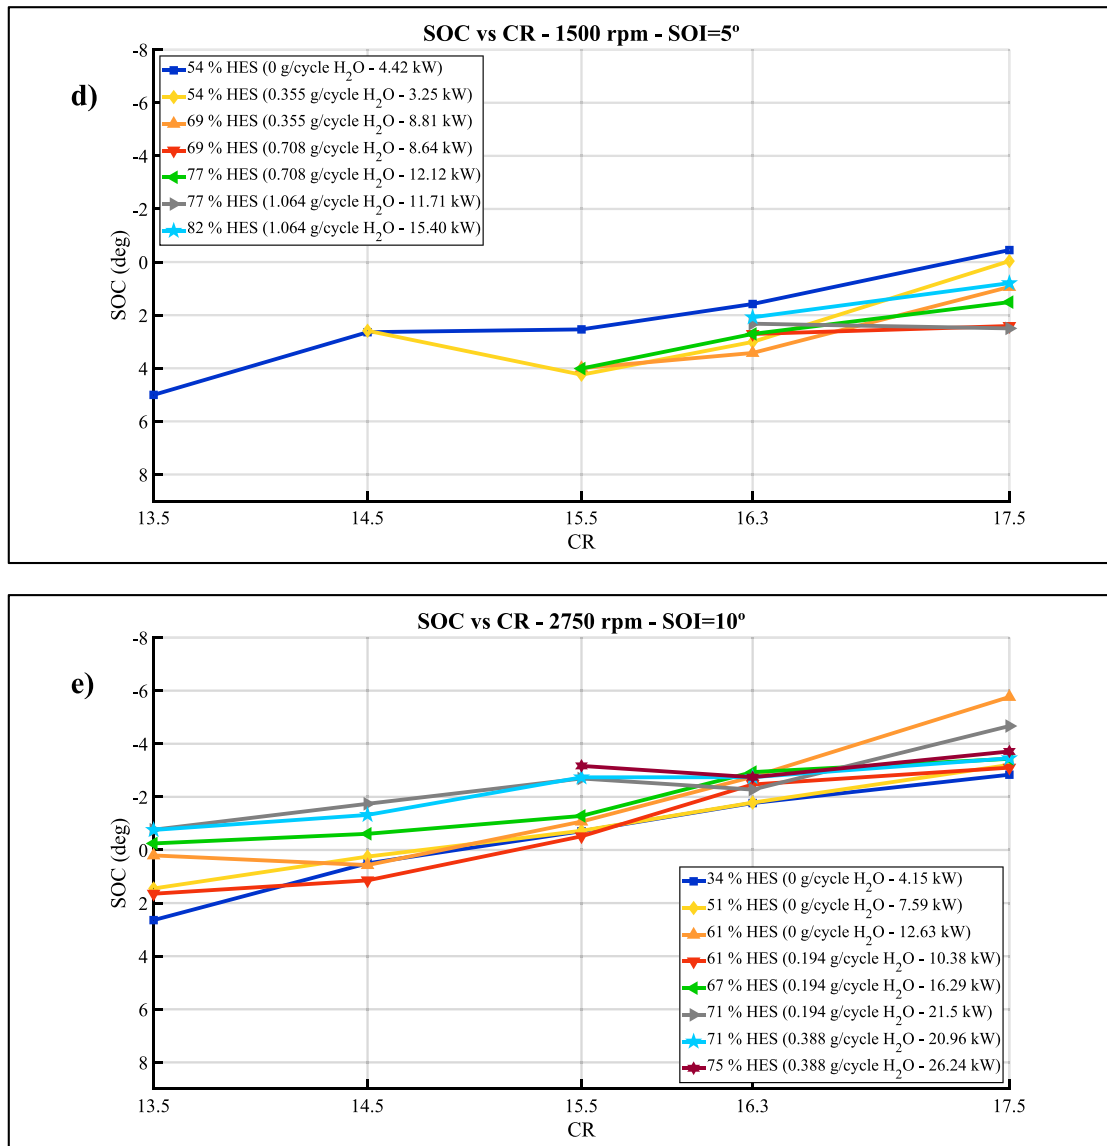 SOC vs CR - 1500 rpm - SOI=5º
d)
SOC (deg)
-8
-6
-4
-2
0
2
4
6
8
54 % HES (0 g/cycle H2O - 4.42 kW)
54 % HES (0.355 g/cycle H2O - 3.25 kW)
69 % HES (0.355 g/cycle H2O - 8.81 kW)
69 % HES (0.708 g/cycle H2O - 8.64 kW)
77 % HES (0.708 g/cycle H2O - 12.12 kW)
77 % HES (1.064 g/cycle H2O - 11.71 kW)
82 % HES (1.064 g/cycle H2O - 15.40 kW)
13.5 14.5 15.5 16.3 17.5
CR
SOC vs CR - 2750 rpm - SOI=10º
e)
SOC (deg)
-8
-6
-4
-2
0
2
4
6
8
34 % HES (0 g/cycle H2O - 4.15 kW)
51 % HES (0 g/cycle H2O - 7.59 kW)
61 % HES (0 g/cycle H2O - 12.63 kW)
61 % HES (0.194 g/cycle H2O - 10.38 kW)
67 % HES (0.194 g/cycle H2O - 16.29 kW)
71 % HES (0.194 g/cycle H2O - 21.5 kW)
71 % HES (0.388 g/cycle H2O - 20.96 kW)
75 % HES (0.388 g/cycle H2O - 26.24 kW)
13.5 14.5 15.5 16.3 17.5
CR